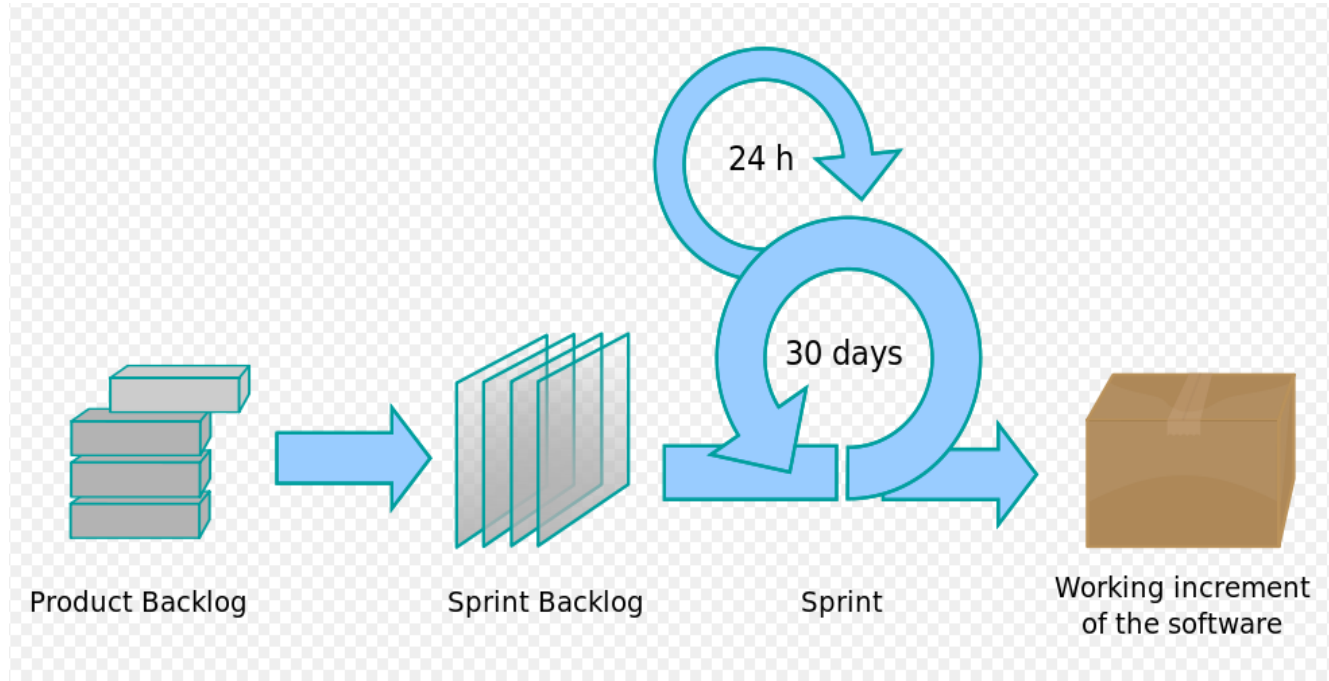 24 h
30 days
Product Backlog
Sprint Backlog
Sprint
Working increment
of the software